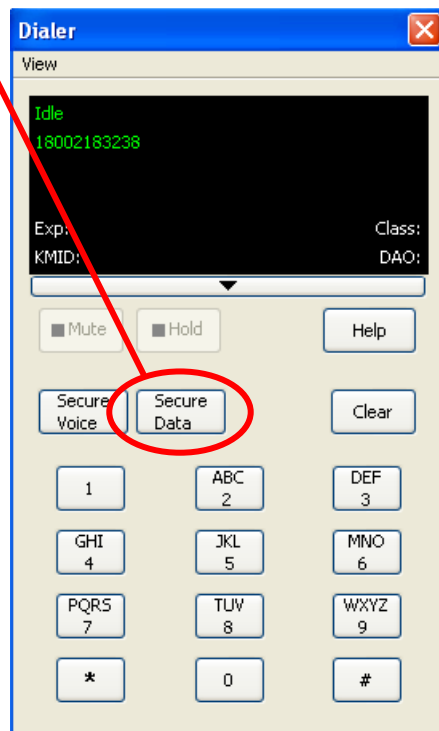 Dialer
View
Idle
18002183238
Exp: Class:
KMID: DAO:
Mute Hold Help
Secure Voice Secure Data Clear
1 ABC 2 DEF 3
GHI 4 JKL 5 MNO 6
PQRS 7 TUV 8 WXYZ 9
* 0 #